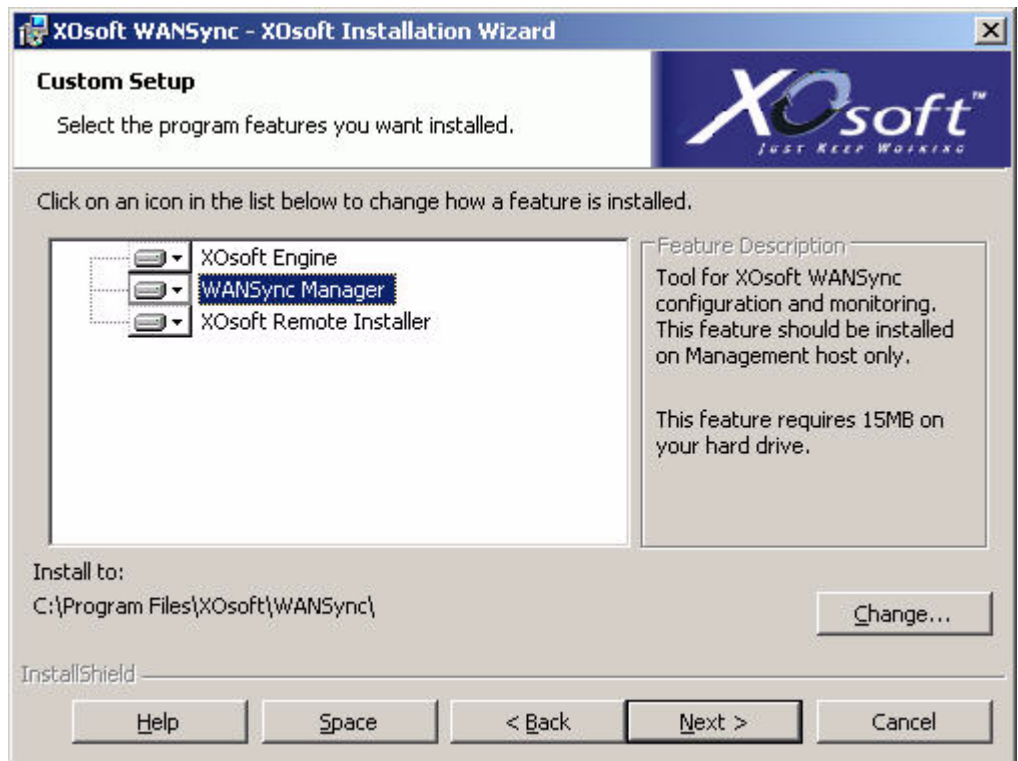 XOsoft WANSync - XOsoft Installation Wizard
Custom Setup
Select the program features you want installed.
XOsoft™
JUST KEEP WORKING
Click on an icon in the list below to change how a feature is installed.
XOsoft Engine
WANSync Manager
XOsoft Remote Installer
Feature Description
Tool for XOsoft WANSync
configuration and monitoring.
This feature should be installed
on Management host only.
This feature requires 15MB on
your hard drive.
Install to:
C:\Program Files\XOsoft\WANSync\
Change...
InstallShield
Help
Space
< Back
Next >
Cancel